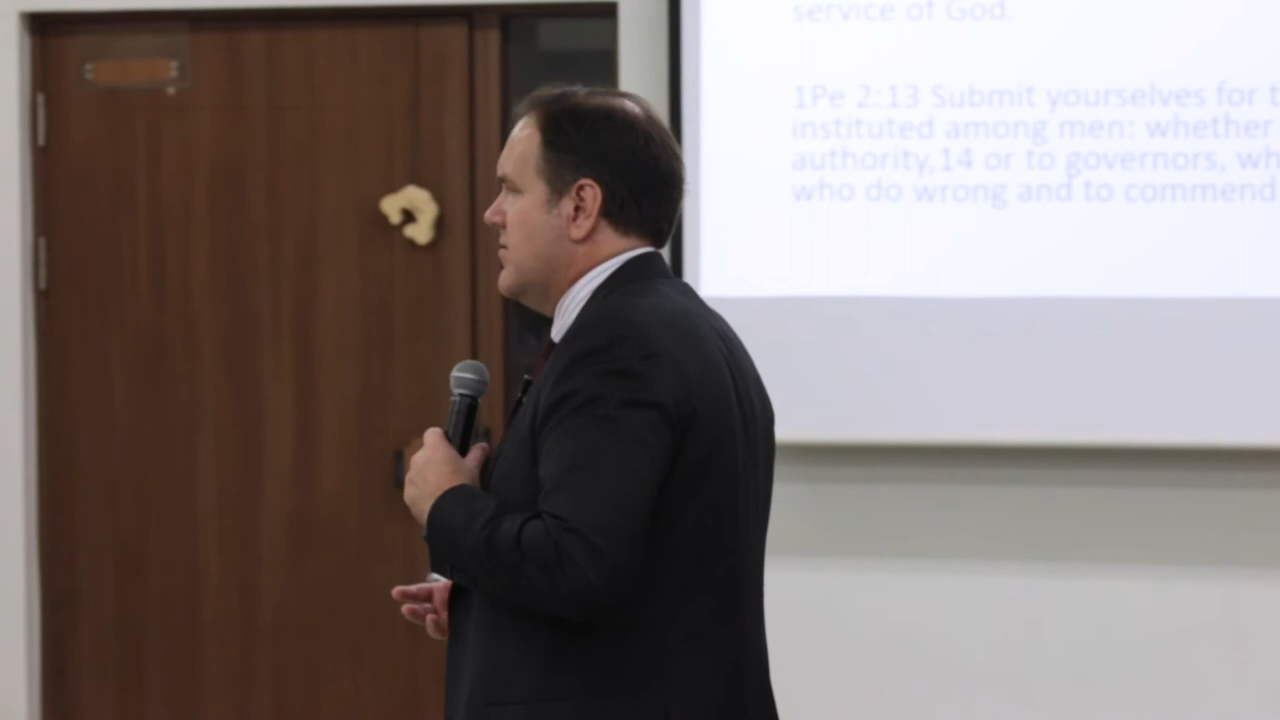 service of God.
1Pe 2:13 Submit yourselves for t
instituted among men: whether
authority,14 or to governors, wh
who do wrong and to commend